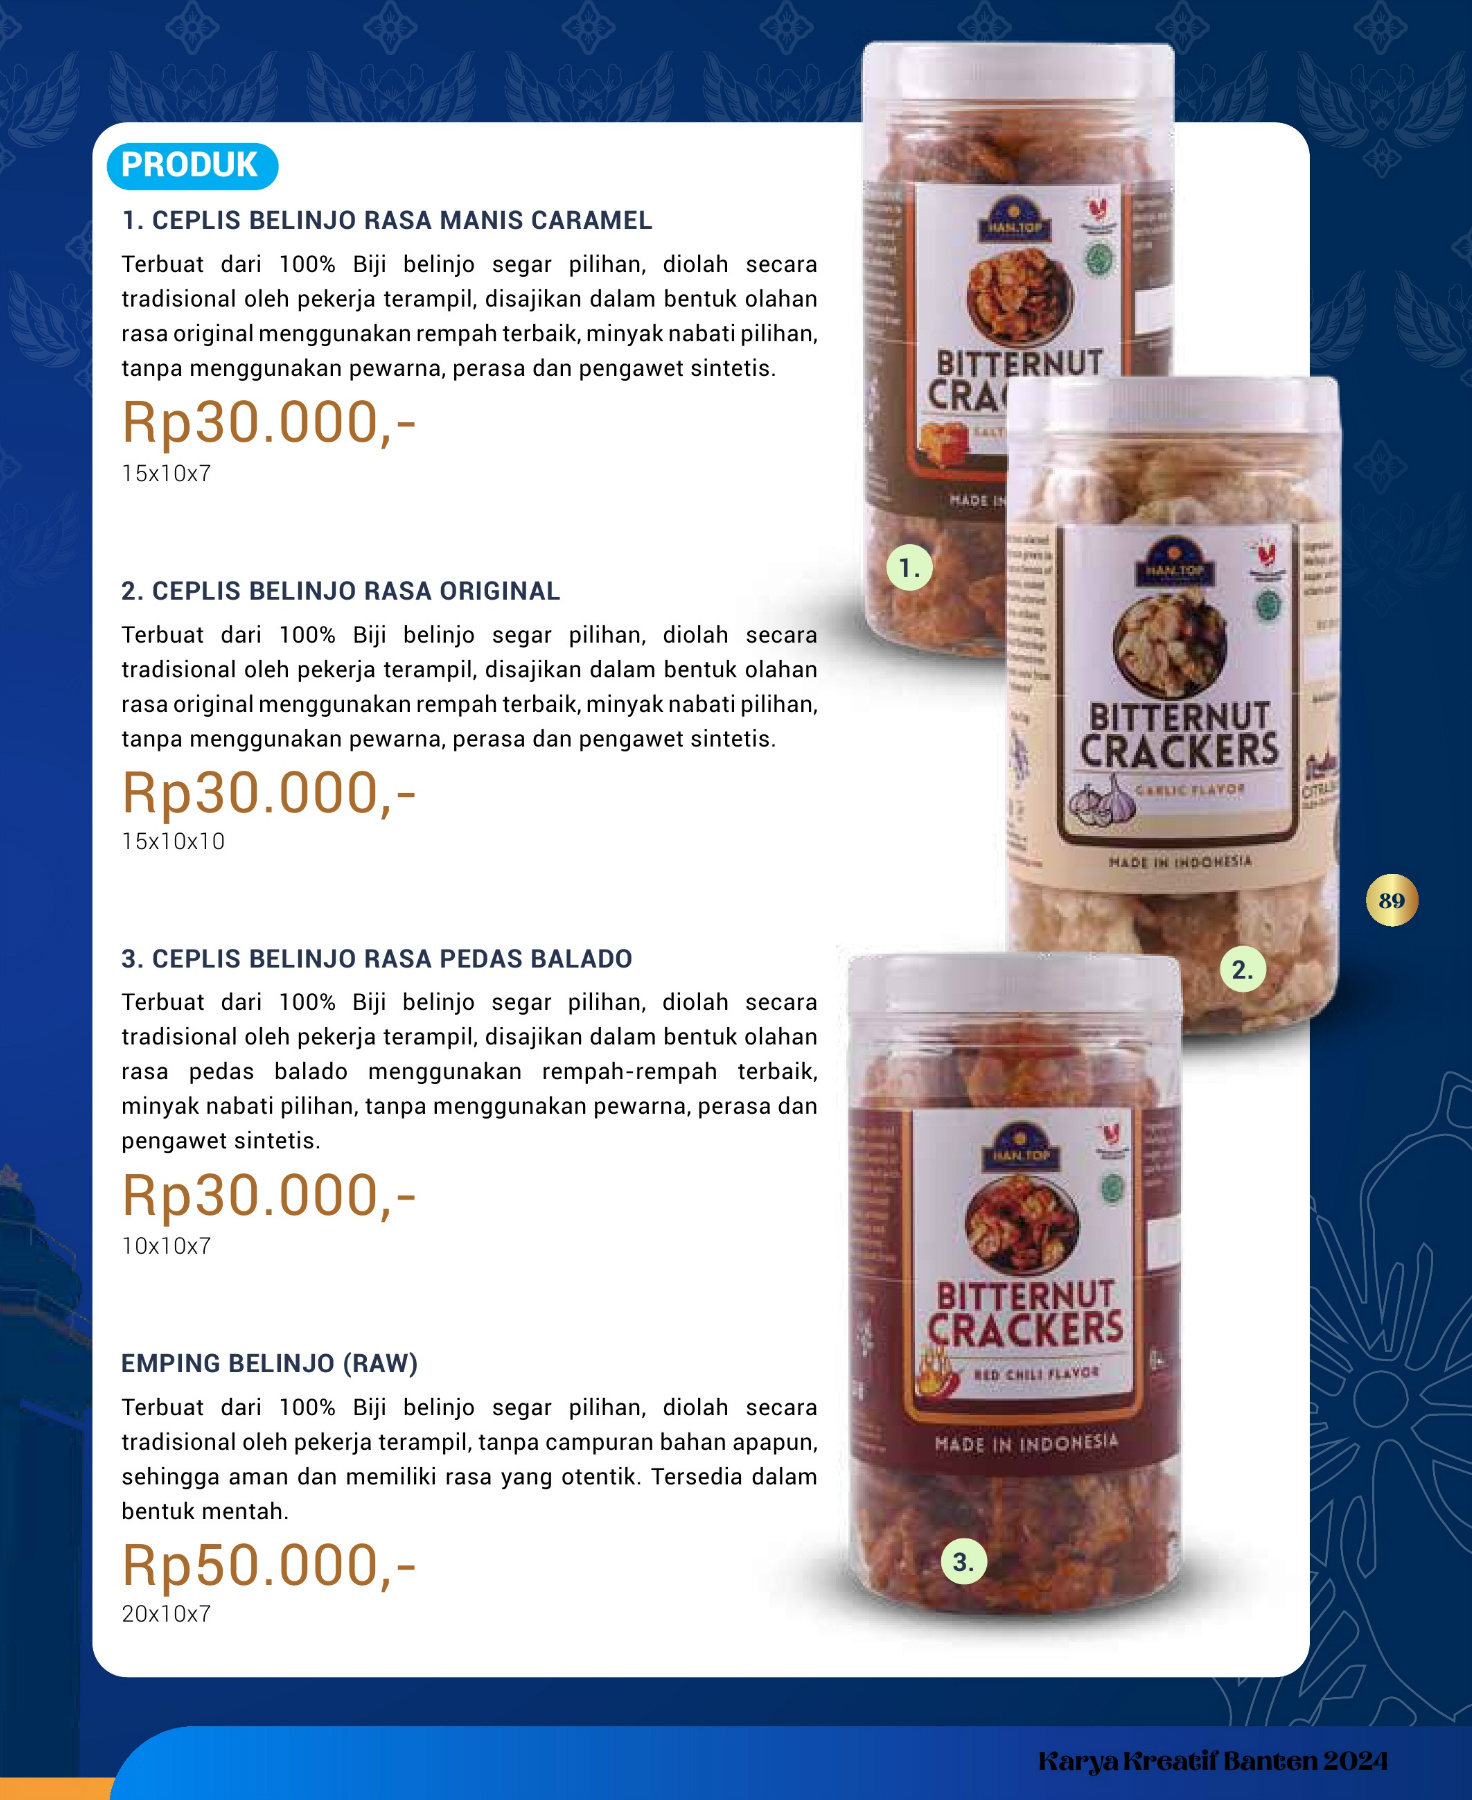 PRODUK
1. CEPLIS BELINJO RASA MANIS CARAMEL
Terbuat dari 100% Biji belinjo segar pilihan, diolah secara
tradisional oleh pekerja terampil, disajikan dalam bentuk olahan
rasa original menggunakan rempah terbaik, minyak nabati pilihan,
tanpa menggunakan pewarna, perasa dan pengawet sintetis.
Rp30.000,-
15x10x7
2. CEPLIS BELINJO RASA ORIGINAL
Terbuat dari 100% Biji belinjo segar pilihan, diolah secara
tradisional oleh pekerja terampil, disajikan dalam bentuk olahan
rasa original menggunakan rempah terbaik, minyak nabati pilihan,
tanpa menggunakan pewarna, perasa dan pengawet sintetis.
Rp30.000,-
15x10x10
3. CEPLIS BELINJO RASA PEDAS BALADO
Terbuat dari 100% Biji belinjo segar pilihan, diolah secara
tradisional oleh pekerja terampil, disajikan dalam bentuk olahan
rasa pedas balado menggunakan rempah-rempah terbaik,
minyak nabati pilihan, tanpa menggunakan pewarna, perasa dan
pengawet sintetis.
Rp30.000,-
10x10x7
EMPING BELINJO (RAW)
Terbuat dari 100% Biji belinjo segar pilihan, diolah secara
tradisional oleh pekerja terampil, tanpa campuran bahan apapun,
sehingga aman dan memiliki rasa yang otentik. Tersedia dalam
bentuk mentah.
Rp50.000,-
20x10x7
HAN.TOP
BITTERNUT
CRAC
SALT
MADE IN
1.
HAN.TOP
BITTERNUT
CRACKERS
GARLIC FLAVOR
MADE IN INDONESIA
2.
HAN.TOP
BITTERNUT
CRACKERS
RED CHILI FLAVOR
MADE IN INDONESIA
3.
89
Karya Kreatif Banten 2024